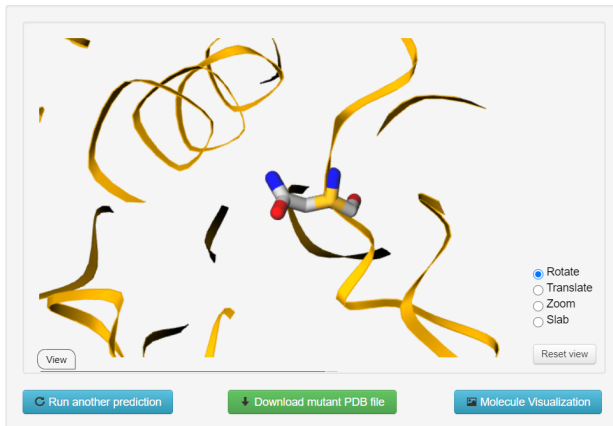 Rotate
Translate
Zoom
Slab
View
Reset view
Run another prediction
Download mutant PDB file
Molecule Visualization